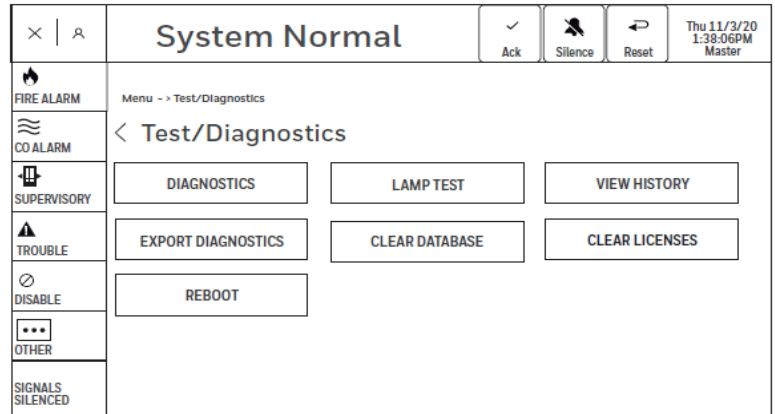 System Normal
Ack
Silence
Reset
Thu 11/3/20
1:38:06PM
Master
FIRE ALARM
CO ALARM
SUPERVISORY
TROUBLE
DISABLE
OTHER
SIGNALS
SILENCED
Menu -> Test/Diagnostics
< Test/Diagnostics
DIAGNOSTICS
LAMP TEST
VIEW HISTORY
EXPORT DIAGNOSTICS
CLEAR DATABASE
CLEAR LICENSES
REBOOT